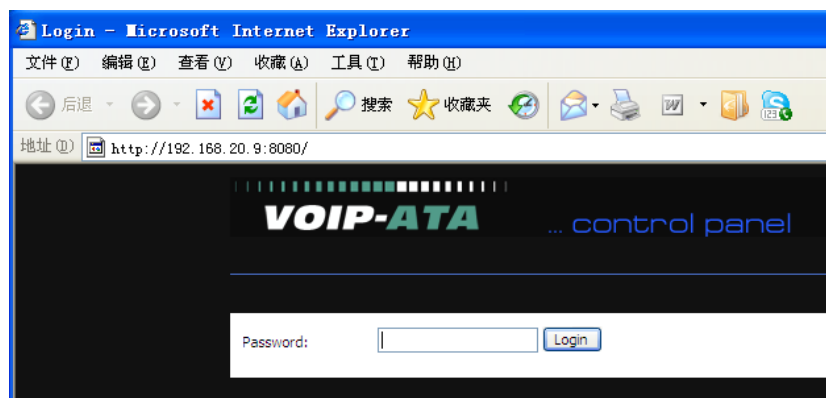 Login - Microsoft Internet Explorer
文件(F) 编辑(E) 查看(V) 收藏(A) 工具(T) 帮助(H)
后退 搜索 收藏夹
地址(D) http://192.168.20.9:8080/
VOIP-ATA ... control panel
Password: Login